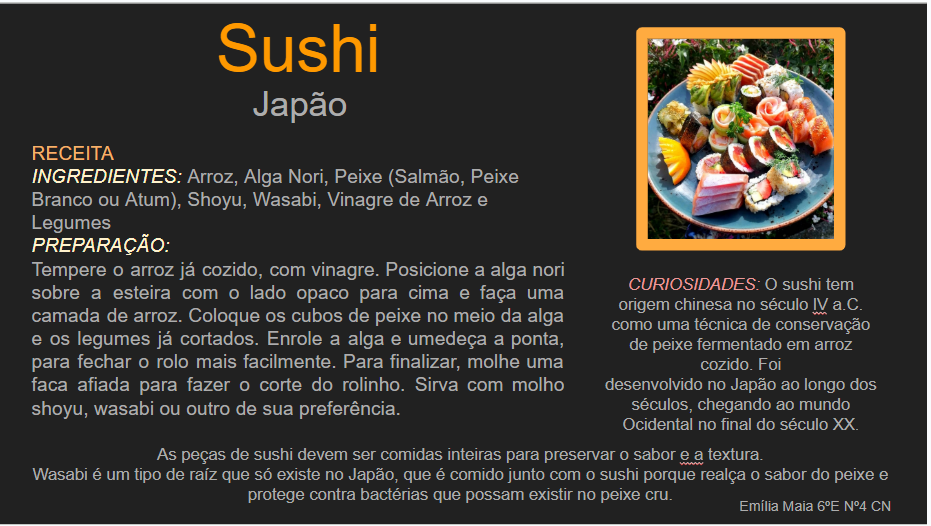 Sushi
Japão
RECEITA
INGREDIENTES: Arroz, Alga Nori, Peixe (Salmão, Peixe
Branco ou Atum), Shoyu, Wasabi, Vinagre de Arroz e
Legumes
PREPARAÇÃO:
Tempere o arroz já cozido, com vinagre. Posicione a alga nori
sobre a esteira com o lado opaco para cima e faça uma
camada de arroz. Coloque os cubos de peixe no meio da alga
e os legumes já cortados. Enrole a alga e umedeça a ponta,
para fechar o rolo mais facilmente. Para finalizar, molhe uma
faca afiada para fazer o corte do rolinho. Sirva com molho
shoyu, wasabi ou outro de sua preferência.
CURIOSIDADES: O sushi tem
origem chinesa no século IV a.C.
como uma técnica de conservação
de peixe fermentado em arroz
cozido. Foi
desenvolvido no Japão ao longo dos
séculos, chegando ao mundo
Ocidental no final do século XX.
As peças de sushi devem ser comidas inteiras para preservar o sabor e a textura.
Wasabi é um tipo de raíz que só existe no Japão, que é comido junto com o sushi porque realça o sabor do peixe e
protege contra bactérias que possam existir no peixe cru.
Emília Maia 6ºE Nº4 CN